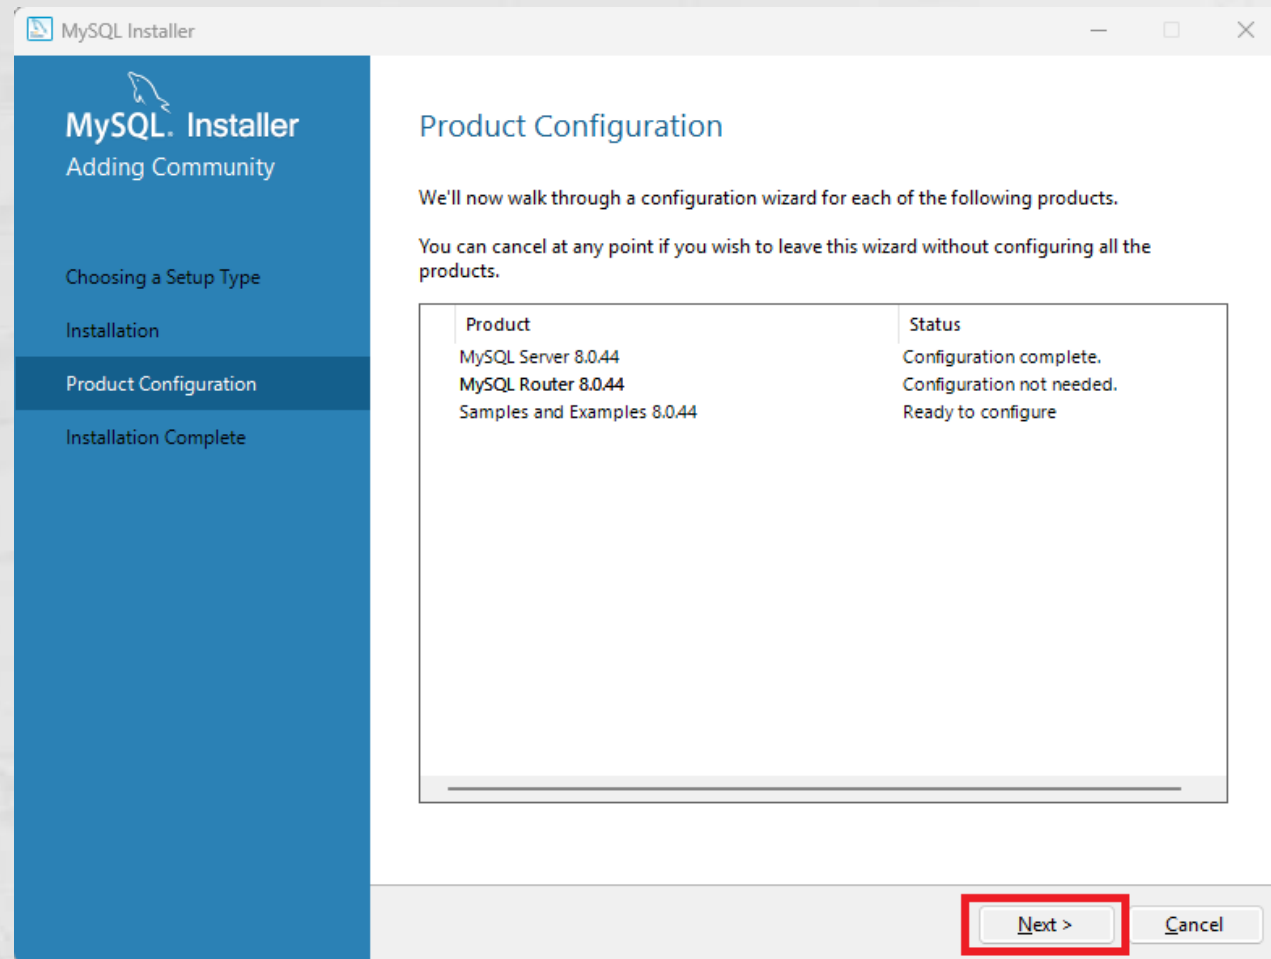 MySQL Installer
MySQL. Installer
Adding Community
Choosing a Setup Type
Installation
Product Configuration
Installation Complete
Product Configuration
We'll now walk through a configuration wizard for each of the following products.
You can cancel at any point if you wish to leave this wizard without configuring all the
products.
Product Status
MySQL Server 8.0.44 Configuration complete.
MySQL Router 8.0.44 Configuration not needed.
Samples and Examples 8.0.44 Ready to configure
Next > Cancel